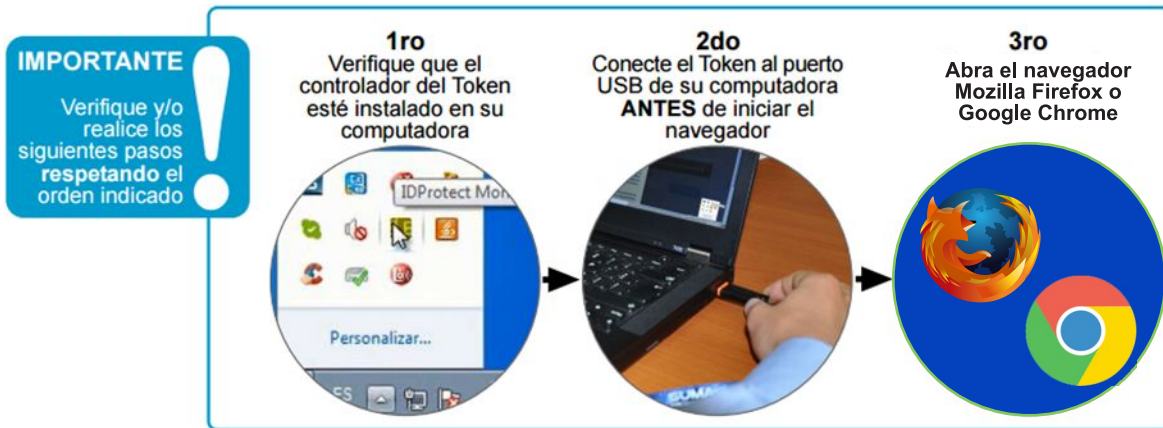 IMPORTANTE
Verifique y/o
realice los
siguientes pasos
respetando el
orden indicado
1ro
Verifique que el
controlador del Token
esté instalado en su
computadora
IDProtect Mon
Personalizar...
ES
2do
Conecte el Token al puerto
USB de su computadora
ANTES de iniciar el
navegador
SUMA
3ro
Abra el navegador
Mozilla Firefox o
Google Chrome